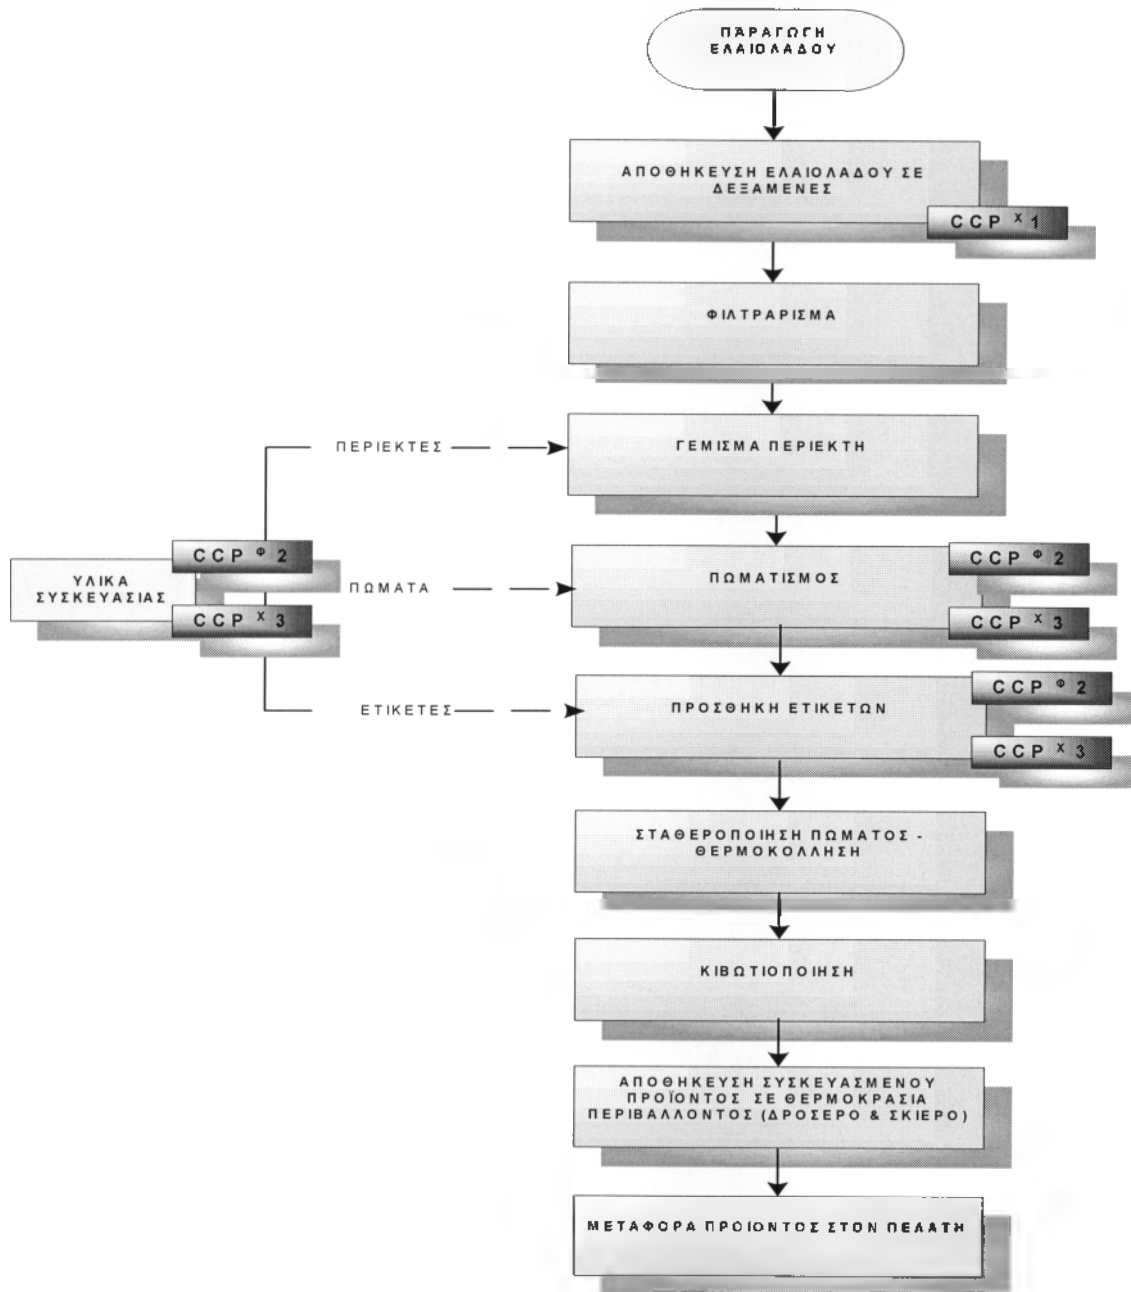 ΠΑΡΑΓΩΓΗ
ΕΛΑΙΟΛΑΔΟΥ
ΑΠΟΘΗΚΕΥΣΗ ΕΛΑΙΟΛΑΔΟΥ ΣΕ
ΔΕΞΑΜΕΝΕΣ
CCP Χ 1
ΦΙΛΤΡΑΡΙΣΜΑ
ΠΕΡΙΕΚΤΕΣ
ΓΕΜΙΣΜΑ ΠΕΡΙΕΚΤΗ
CCP Φ 2
ΥΛΙΚΑ
ΣΥΣΚΕΥΑΣΙΑΣ
CCP Χ 3
ΠΩΜΑΤΑ
ΠΩΜΑΤΙΣΜΟΣ
CCP Φ 2
CCP Χ 3
ΕΤΙΚΕΤΕΣ
ΠΡΟΣΘΗΚΗ ΕΤΙΚΕΤΩΝ
CCP Φ 2
CCP Χ 3
ΣΤΑΘΕΡΟΠΟΙΗΣΗ ΠΩΜΑΤΟΣ -
ΘΕΡΜΟΚΟΛΛΗΣΗ
ΚΙΒΩΤΙΟΠΟΙΗΣΗ
ΑΠΟΘΗΚΕΥΣΗ ΣΥΣΚΕΥΑΣΜΕΝΟΥ
ΠΡΟΪΟΝΤΟΣ ΣΕ ΘΕΡΜΟΚΡΑΣΙΑ
ΠΕΡΙΒΑΛΛΟΝΤΟΣ (ΔΡΟΣΕΡΟ & ΣΚΙΕΡΟ)
ΜΕΤΑΦΟΡΑ ΠΡΟΙΟΝΤΟΣ ΣΤΟΝ ΠΕΛΑΤΗ